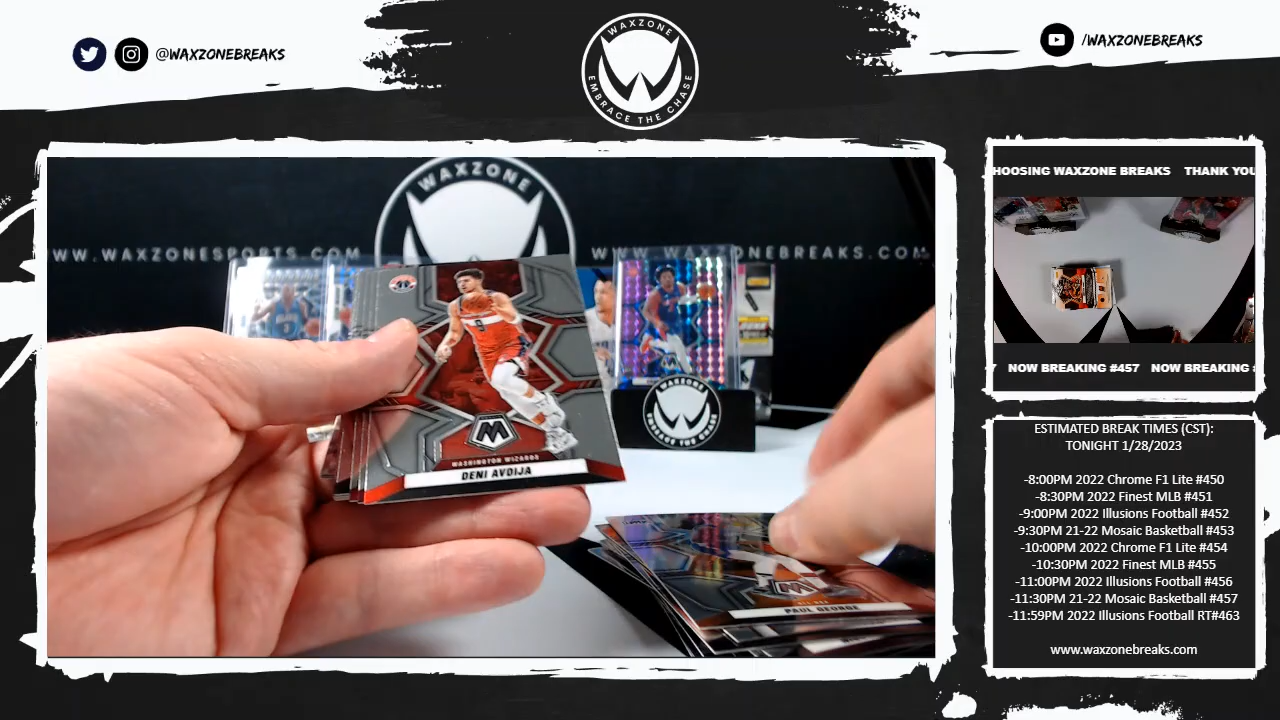 @WAXZONEBREAKS
WAXZONE
EMBRACE THE CHASE
/WAXZONEBREAKS
WAXZONE
WWW.WAXZONESPORTS.COM
WWW.WAXZONEBREAKS.COM
WASHINGTON WIZARDS
DENI AVDIJA
WAXZONE
EMBRACE THE CHASE
PAUL GEORGE
HOOSING WAXZONE BREAKS THANK YOU
NOW BREAKING #457 NOW BREAKING
ESTIMATED BREAK TIMES (CST):
TONIGHT 1/28/2023
-8:00PM 2022 Chrome F1 Lite #450
-8:30PM 2022 Finest MLB #451
-9:00PM 2022 Illusions Football #452
-9:30PM 21-22 Mosaic Basketball #453
-10:00PM 2022 Chrome F1 Lite #454
-10:30PM 2022 Finest MLB #455
-11:00PM 2022 Illusions Football #456
-11:30PM 21-22 Mosaic Basketball #457
-11:59PM 2022 Illusions Football RT#463
www.waxzonebreaks.com